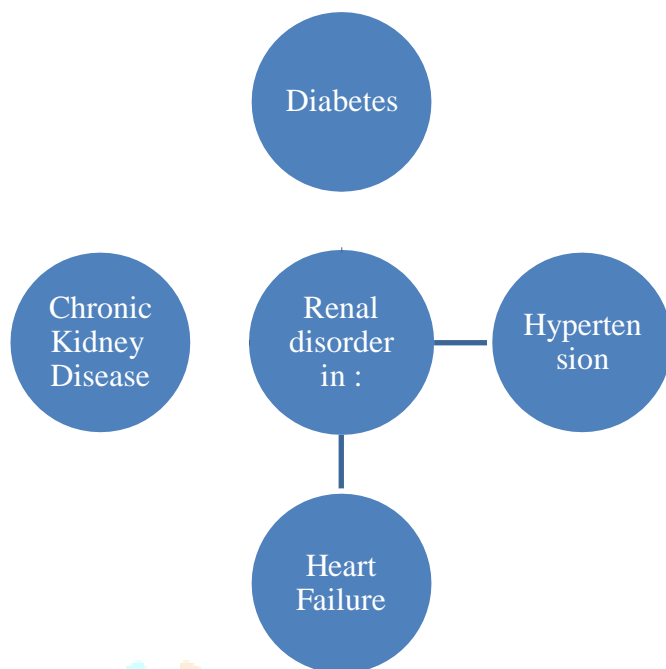 Diabetes
Chronic
Kidney
Disease
Renal
disorder
in :
Hyperten
sion
Heart
Failure